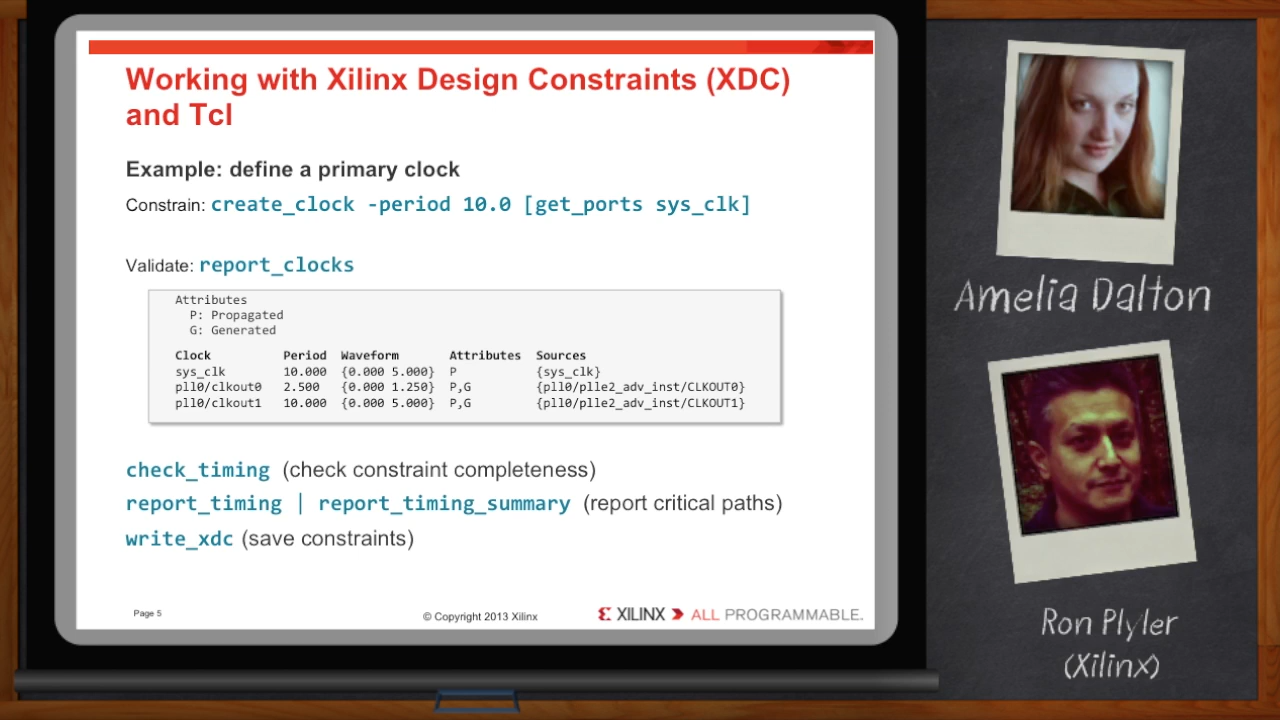 Working with Xilinx Design Constraints (XDC)
and Tcl
Example: define a primary clock
Constrain: create_clock -period 10.0 [get_ports sys_clk]
Validate: report_clocks
Attributes
P: Propagated
G: Generated
Clock Period Waveform Attributes Sources
sys_clk 10.000 {0.000 5.000} P {sys_clk}
pll0/clkout0 2.500 {0.000 1.250} P,G {pll0/plle2_adv_inst/CLKOUT0}
pll0/clkout1 10.000 {0.000 5.000} P,G {pll0/plle2_adv_inst/CLKOUT1}
check_timing (check constraint completeness)
report_timing | report_timing_summary (report critical paths)
write_xdc (save constraints)
Page 5
© Copyright 2013 Xilinx
XILINX ALL PROGRAMMABLE.
Amelia Dalton
Ron Plyler
(Xilinx)